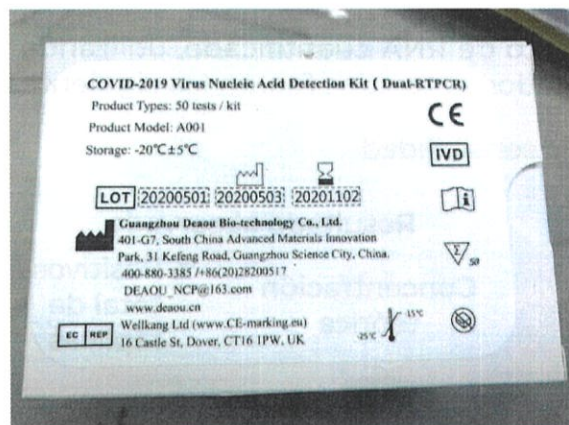 COVID-2019 Virus Nucleic Acid Detection Kit ( Dual-RTPCR)
Product Types: 50 tests / kit
Product Model: A001
Storage: -20℃±5℃
CE
IVD
LOT 20200501 20200503 20201102
Guangzhou Deaou Bio-technology Co., Ltd.
401-G7, South China Advanced Materials Innovation
Park, 31 Kefeng Road, Guangzhou Science City, China.
400-880-3385 /+86(20)28200517
DEAOU_NCP@163.com
www.deaou.cn
Σ 50
EC REP
Wellkang Ltd (www.CE-marking.eu)
16 Castle St, Dover, CT16 1PW, UK
-25℃ -15℃